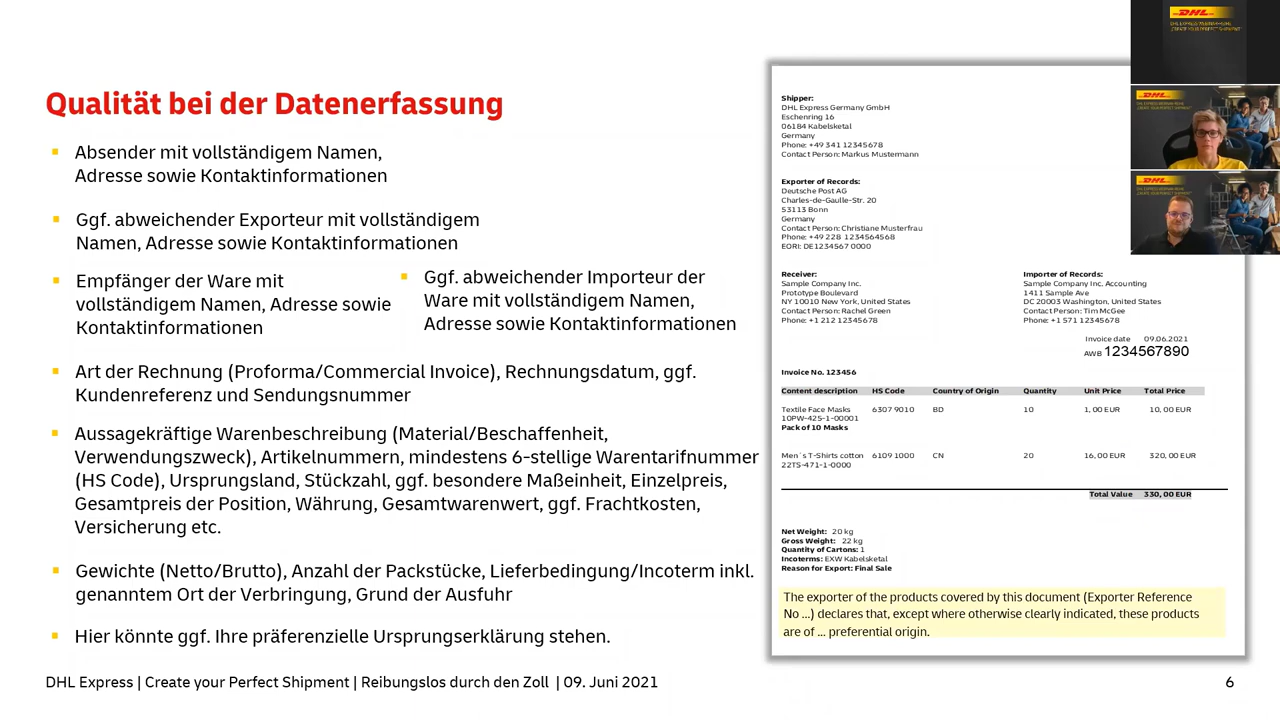 Qualität bei der Datenerfassung
Absender mit vollständigem Namen,
Adresse sowie Kontaktinformationen
Ggf. abweichender Exporteur mit vollständigem
Namen, Adresse sowie Kontaktinformationen
Empfänger der Ware mit
vollständigem Namen, Adresse sowie
Kontaktinformationen
Ggf. abweichender Importeur der
Ware mit vollständigem Namen,
Adresse sowie Kontaktinformationen
Art der Rechnung (Proforma/Commercial Invoice), Rechnungsdatum, ggf.
Kundenreferenz und Sendungsnummer
Aussagekräftige Warenbeschreibung (Material/Beschaffenheit,
Verwendungszweck), Artikelnummern, mindestens 6-stellige Warentarifnummer
(HS Code), Ursprungsland, Stückzahl, ggf. besondere Maßeinheit, Einzelpreis,
Gesamtpreis der Position, Währung, Gesamtwarenwert, ggf. Frachtkosten,
Versicherung etc.
Gewichte (Netto/Brutto), Anzahl der Packstücke, Lieferbedingung/Incoterm inkl.
genanntem Ort der Verbringung, Grund der Ausfuhr
Hier könnte ggf. Ihre präferenzielle Ursprungserklärung stehen.
Shipper:
DHL Express Germany GmbH
Eschenring 16
06184 Kabelsketal
Germany
Phone: +49 341 12345678
Contact Person: Markus Mustermann
Exporter of Records:
Deutsche Post AG
Charles-de-Gaulle-Str. 20
53113 Bonn
Germany
Contact Person: Christiane Musterfrau
Phone: +49 228 1234564568
EORI: DE1234567 0000
Receiver:
Sample Company Inc.
Prototype Boulevard
NY 10010 New York, United States
Contact Person: Rachel Green
Phone: +1 212 12345678
Importer of Records:
Sample Company Inc, Accounting
1411 Sample Ave
DC 20003 Washington, United States
Contact Person: Tim McGee
Phone: +1 571 12345678
Invoice date 09.06.2021
AWB 1234567890
Invoice No. 123456
Content description HS Code Country of Origin Quantity Unit Price Total Price
Textile Face Masks 6307 9010 BD 10 1, 00 EUR 10, 00 EUR
10PW-425-1-00001
Pack of 10 Masks
Men´s T-Shirts cotton 6109 1000 CN 20 16, 00 EUR 320, 00 EUR
22TS-471-1-0000
Total Value 330, 00 EUR
Net Weight: 20 kg
Gross Weight: 22 kg
Quantity of Cartons: 1
Incoterms: EXW Kabelsketal
Reason for Export: Final Sale
The exporter of the products covered by this document (Exporter Reference
No ...) declares that, except where otherwise clearly indicated, these products
are of ... preferential origin.
DHL
DHL
DHL
DHL Express | Create your Perfect Shipment | Reibungslos durch den Zoll | 09. Juni 2021
6